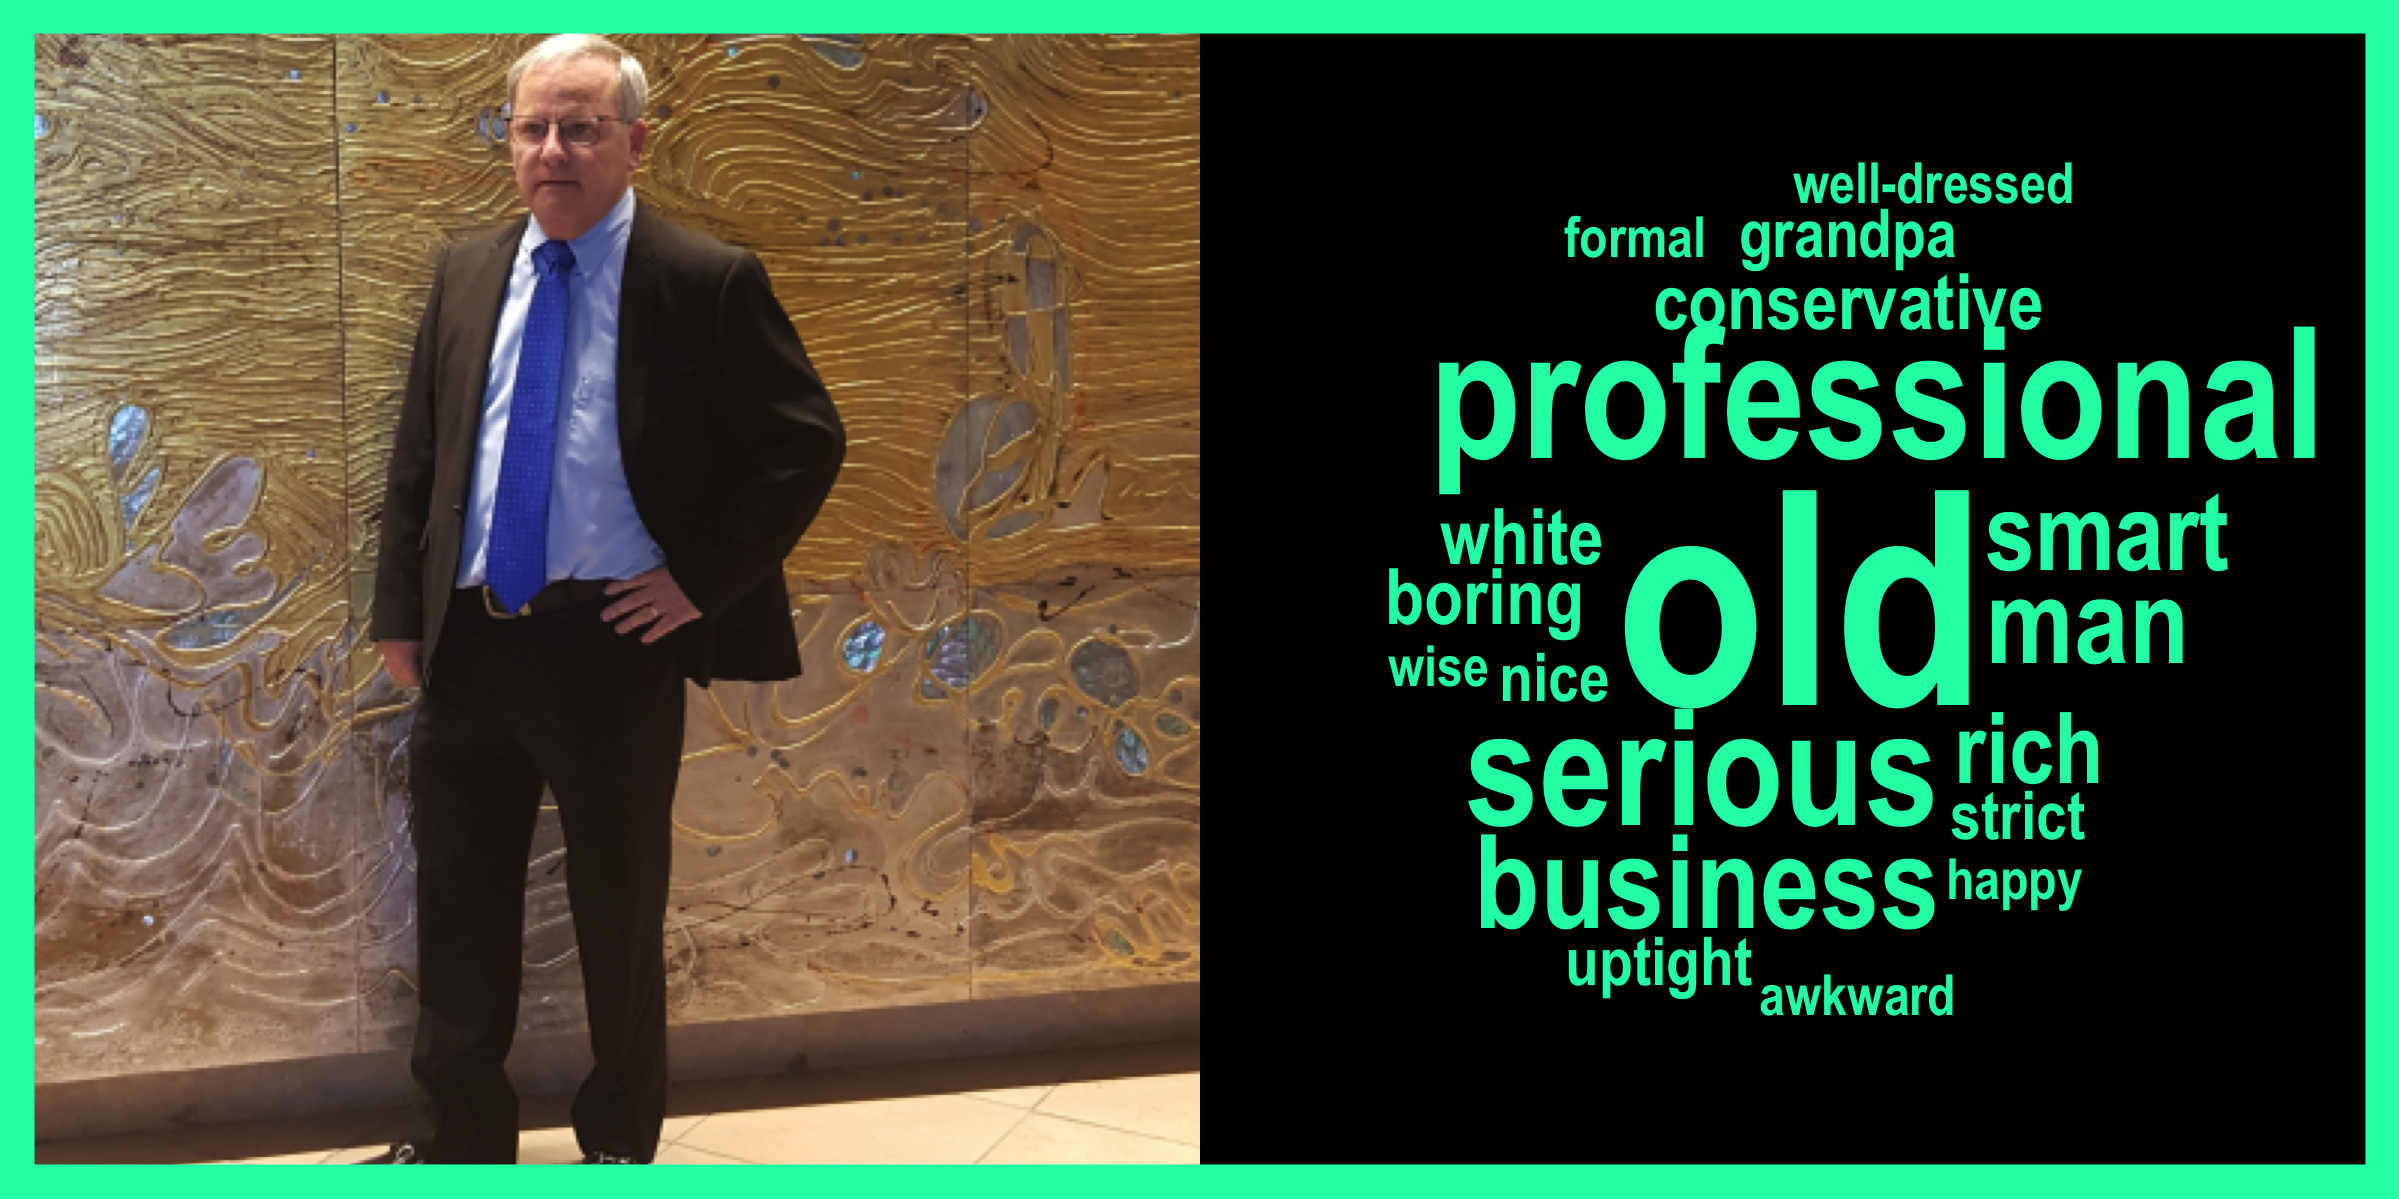 well-dressed
formal grandpa
conservative
professional
white old smart
boring man
wise nice
serious rich
strict
business happy
uptight
awkward